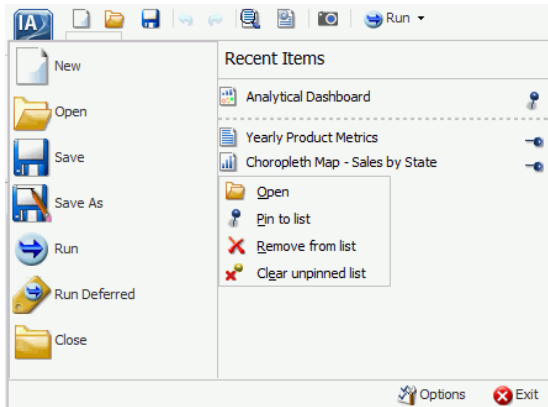 IA
Run
New
Open
Save
Save As
Run
Run Deferred
Close
Recent Items
Analytical Dashboard
Yearly Product Metrics
Choropleth Map - Sales by State
Open
Pin to list
Remove from list
Clear unpinned list
Options
Exit